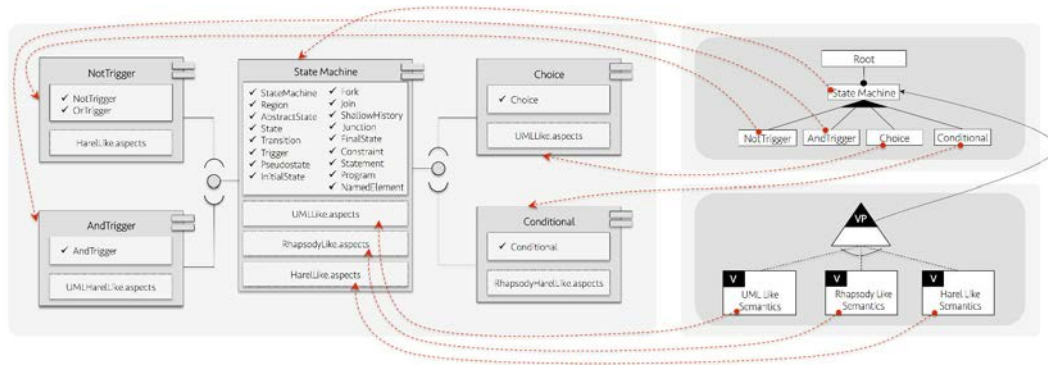 NotTrigger
✓ NotTrigger
✓ OrTrigger
HarelLike.aspects
AndTrigger
✓ AndTrigger
UMLHarelLike.aspects
State Machine
✓ StateMachine
✓ Region
✓ AbstractState
✓ State
✓ Transition
✓ Trigger
✓ Pseudostate
✓ InitialState
✓ Fork
✓ Join
✓ ShallowHistory
✓ Junction
✓ FinalState
✓ Constraint
✓ Statement
✓ Program
✓ NamedElement
UMLLike.aspects
RhapsodyLike.aspects
HarelLike.aspects
Choice
✓ Choice
UMLLike.aspects
Conditional
✓ Conditional
RhapsodyHarelLike.aspects
Root
State Machine
NotTrigger
AndTrigger
Choice
Conditional
VP
V
UML Like
Semantics
V
Rhapsody Like
Semantics
V
Harel Like
Semantics